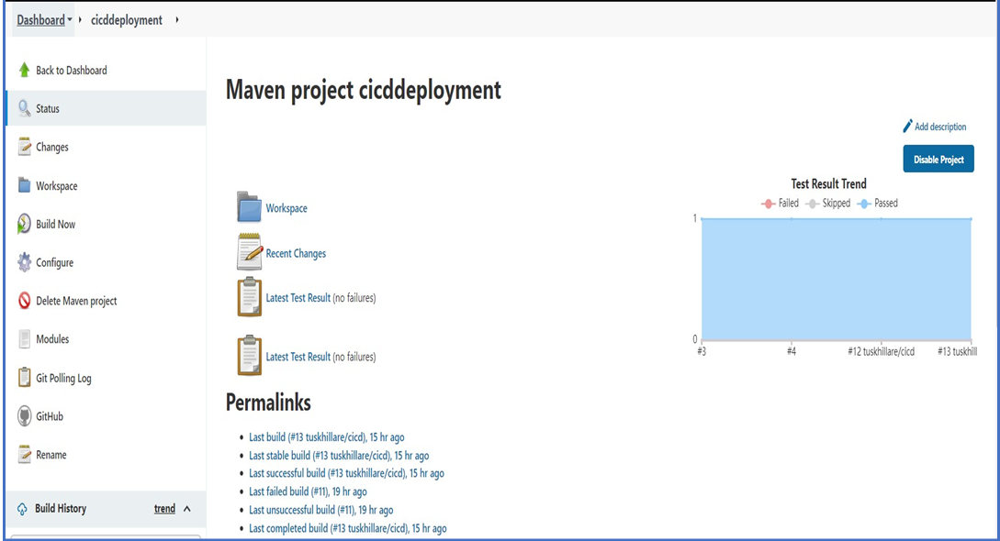 Dashboard
cicddeployment
Back to Dashboard
Status
Changes
Workspace
Build Now
Configure
Delete Maven project
Modules
Git Polling Log
GitHub
Rename
Build History trend
Maven project cicddeployment
Add description
Disable Project
Workspace
Recent Changes
Latest Test Result (no failures)
Latest Test Result (no failures)
Test Result Trend
Failed Skipped Passed
1
0
#3 #4 #12 tuskhillare/cicd #13 tuskhill
Permalinks
• Last build (#13 tuskhillare/cicd), 15 hr ago
• Last stable build (#13 tuskhillare/cicd), 15 hr ago
• Last successful build (#13 tuskhillare/cicd), 15 hr ago
• Last failed build (#11), 19 hr ago
• Last unsuccessful build (#11), 19 hr ago
• Last completed build (#13 tuskhillare/cicd), 15 hr ago